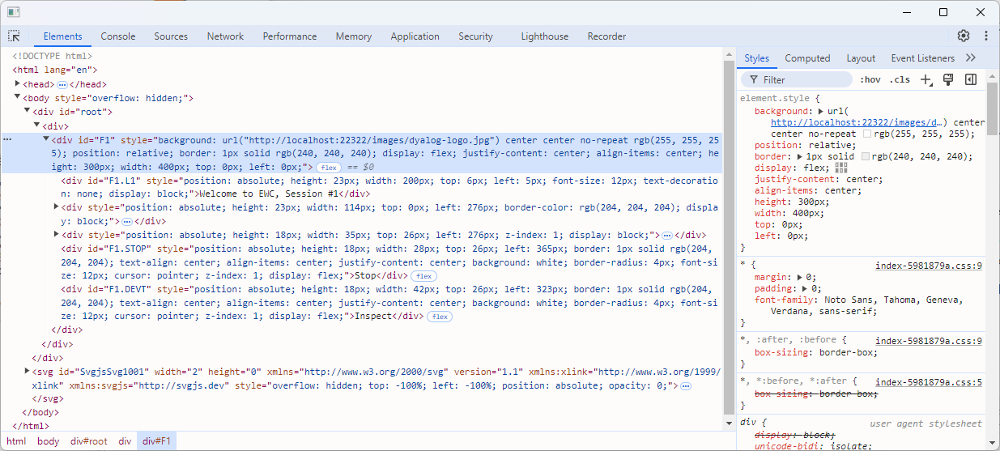 Elements Console Sources Network Performance Memory Application Security Lighthouse Recorder
<!DOCTYPE html>
<html lang="en">
<head> ⋯ </head>
<body style="overflow: hidden;">
<div id="root">
<div>
<div id="F1" style="background: url("http://localhost:22322/images/dyalog-logo.jpg") center center no-repeat rgb(255, 255, 25
5); position: relative; border: 1px solid rgb(240, 240, 240); display: flex; justify-content: center; align-items: center; he
ight: 300px; width: 400px; top: 0px; left: 0px;"> flex == $0
<div id="F1.L1" style="position: absolute; height: 23px; width: 200px; top: 6px; left: 5px; font-size: 12px; text-decorati
on: none; display: block;">Welcome to EWC, Session #1</div>
<div style="position: absolute; height: 23px; width: 114px; top: 0px; left: 276px; border-color: rgb(204, 204, 204); displa
y: block;"> ⋯ </div>
<div style="position: absolute; height: 18px; width: 35px; top: 26px; left: 276px; z-index: 1; display: block;"> ⋯ </div>
<div id="F1.STOP" style="position: absolute; height: 18px; width: 28px; top: 26px; left: 365px; border: 1px solid rgb(204,
204, 204); text-align: center; align-items: center; justify-content: center; background: white; border-radius: 4px; font-si
ze: 12px; cursor: pointer; z-index: 1; display: flex;">Stop</div> flex
<div id="F1.DEVT" style="position: absolute; height: 18px; width: 42px; top: 26px; left: 323px; border: 1px solid rgb(204,
204, 204); text-align: center; align-items: center; justify-content: center; background: white; border-radius: 4px; font-si
ze: 12px; cursor: pointer; z-index: 1; display: flex;">Inspect</div> flex
</div>
</div>
</div>
<svg id="SvgjsSvg1001" width="2" height="0" xmlns="http://www.w3.org/2000/svg" version="1.1" xmlns:xlink="http://www.w3.org/1999/
xlink" xmlns:svgjs="http://svgjs.dev" style="overflow: hidden; top: -100%; left: -100%; position: absolute; opacity: 0;"> ⋯
</svg>
</body>
</html>
html body div#root div div#F1
Styles Computed Layout Event Listeners
Filter :hov .cls
element.style {
background: url(
http://localhost:22322/images/d…) center
center no-repeat rgb(255, 255, 255);
position: relative;
border: 1px solid rgb(240, 240, 240);
display: flex;
justify-content: center;
align-items: center;
height: 300px;
width: 400px;
top: 0px;
left: 0px;
}
* { index-5981879a.css:9
margin: 0;
padding: 0;
font-family: Noto Sans, Tahoma, Geneva,
Verdana, sans-serif;
}
*, :after, :before { index-5981879a.css:9
box-sizing: border-box;
}
*, *:before, *:after { index-5981879a.css:5
box-sizing: border-box;
}
div { user agent stylesheet
display: block;
unicode-bidi: isolate;